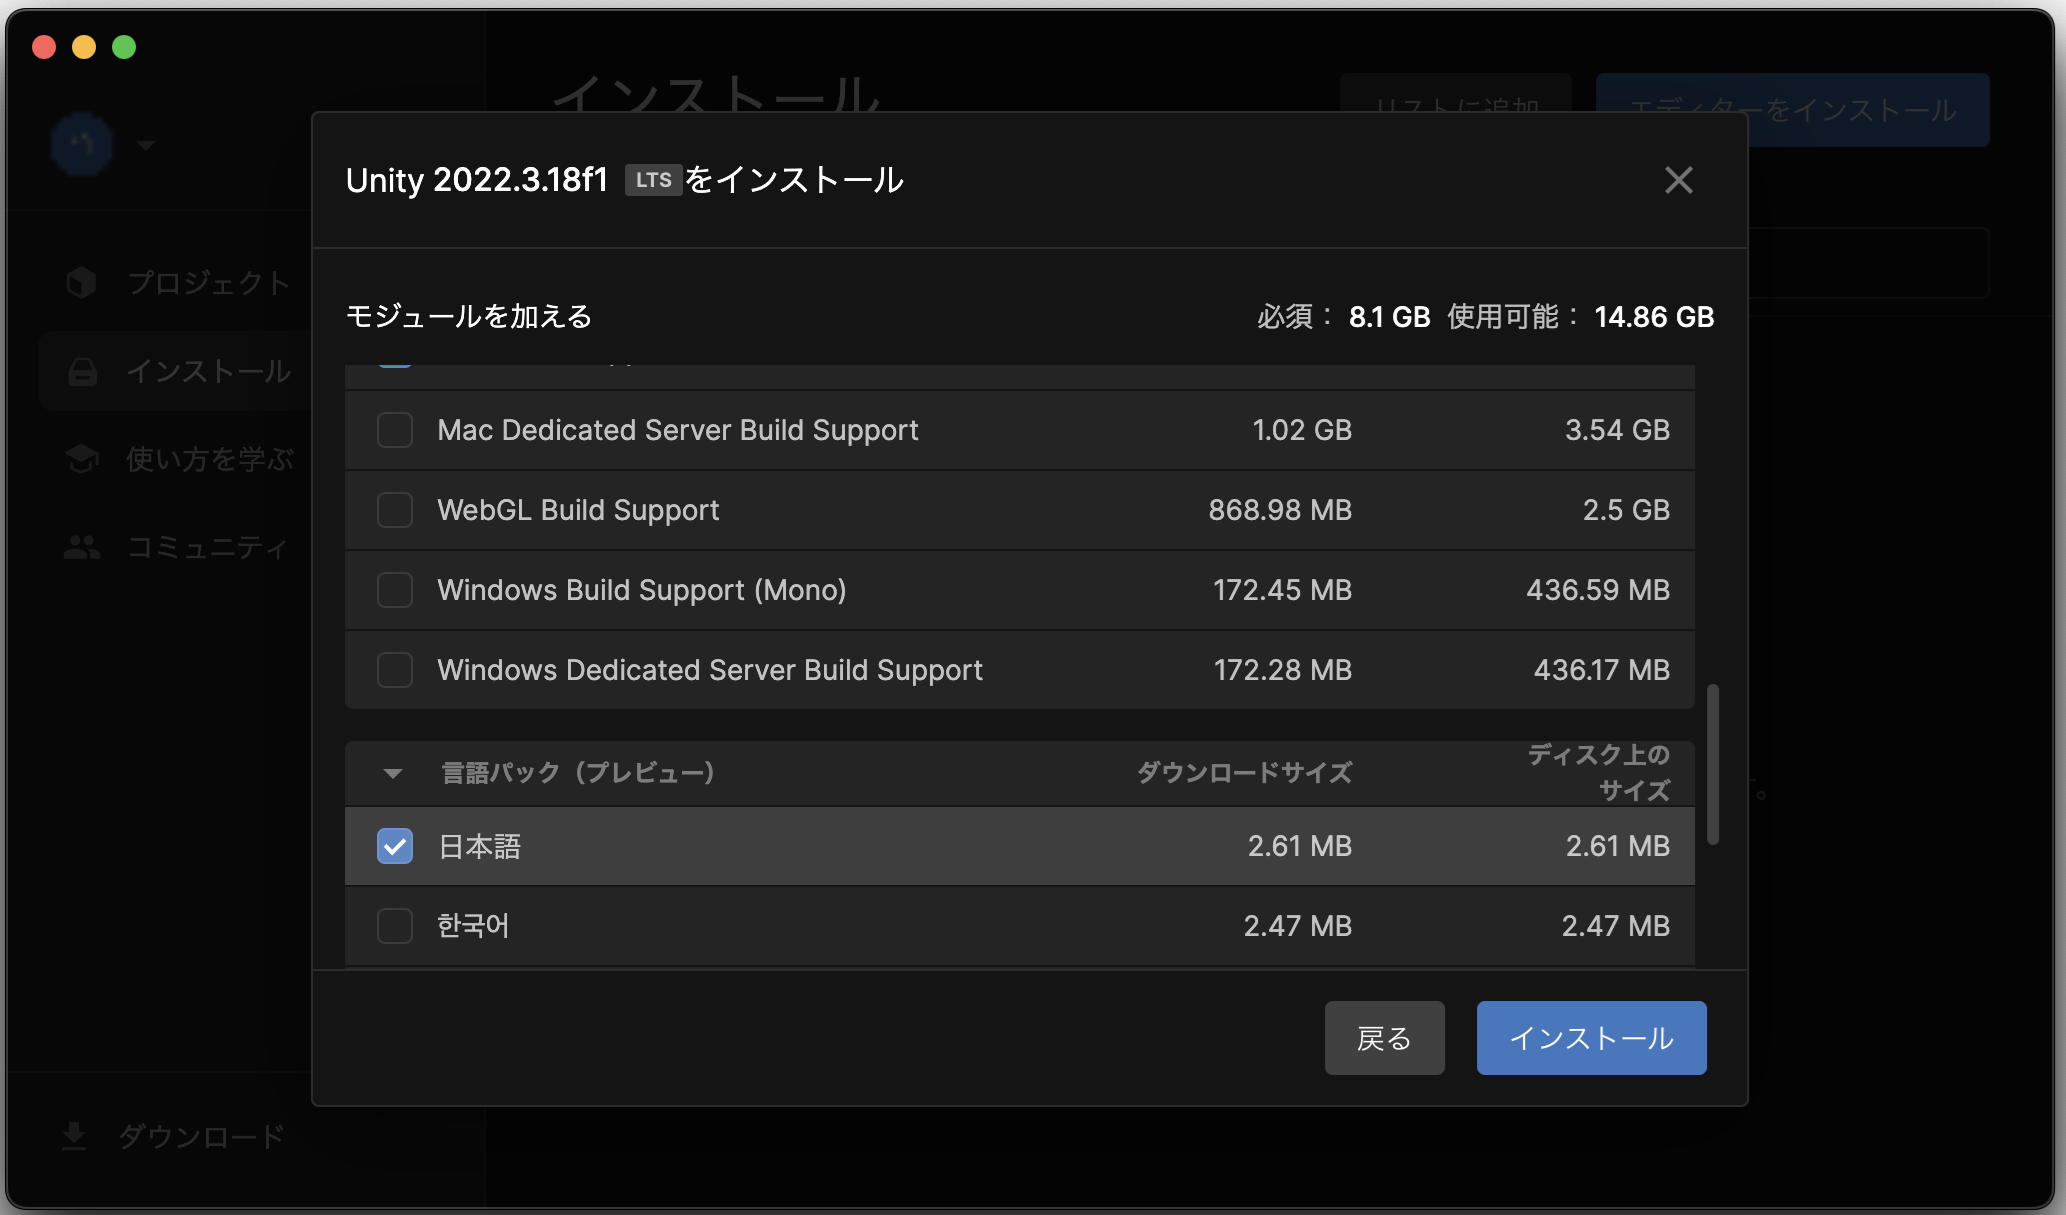 インストール
リストに追加
エディターをインストール
Unity 2022.3.18f1 LTS をインストール
プロジェクト
インストール
使い方を学ぶ
コミュニティ
モジュールを加える
必須： 8.1 GB 使用可能： 14.86 GB
Mac Dedicated Server Build Support 1.02 GB 3.54 GB
WebGL Build Support 868.98 MB 2.5 GB
Windows Build Support (Mono) 172.45 MB 436.59 MB
Windows Dedicated Server Build Support 172.28 MB 436.17 MB
言語パック（プレビュー） ダウンロードサイズ ディスク上の
サイズ
日本語 2.61 MB 2.61 MB
한국어 2.47 MB 2.47 MB
戻る
インストール
ダウンロード